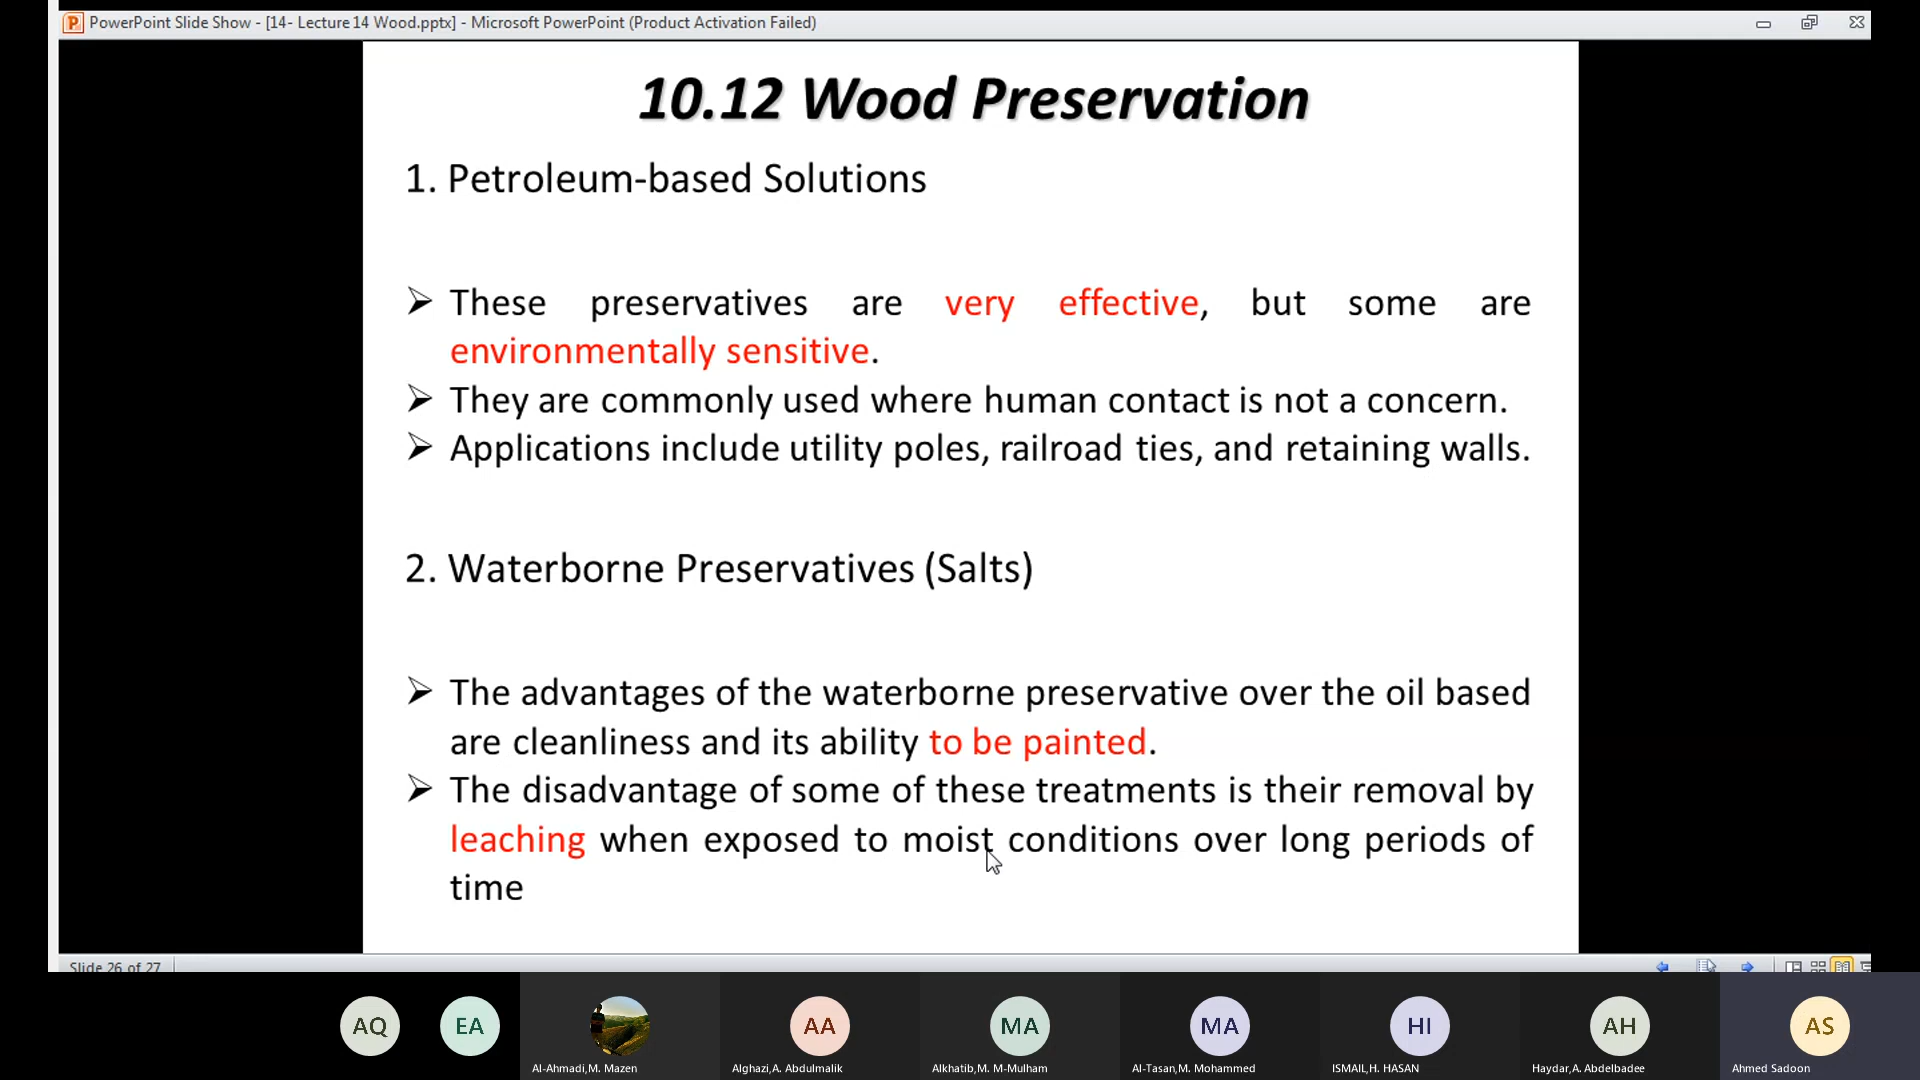 PowerPoint Slide Show - [14- Lecture 14 Wood.pptx] - Microsoft PowerPoint (Product Activation Failed)
10.12 Wood Preservation
1. Petroleum-based Solutions
These preservatives are very effective, but some are
environmentally sensitive.
They are commonly used where human contact is not a concern.
Applications include utility poles, railroad ties, and retaining walls.
2. Waterborne Preservatives (Salts)
The advantages of the waterborne preservative over the oil based
are cleanliness and its ability to be painted.
The disadvantage of some of these treatments is their removal by
leaching when exposed to moist conditions over long periods of
time
Slide 26 of 27
AQ EA AA MA MA HI AH AS
Al-Ahmadi,M. Mazen Alghazi,A. Abdulmalik Alkhatib,M. M-Mulham Al-Tasan,M. Mohammed ISMAIL,H. HASAN Haydar,A. Abdelbadee Ahmed Sadoon